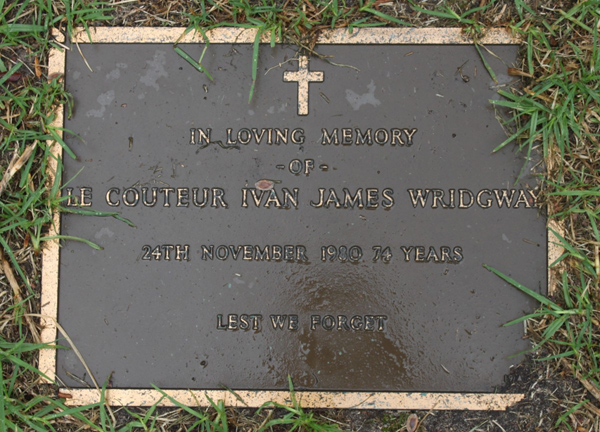 IN LOVING MEMORY
- OF -
LE COUTEUR IVAN JAMES WRIDGWAY
24TH NOVEMBER 1980 74 YEARS
LEST WE FORGET